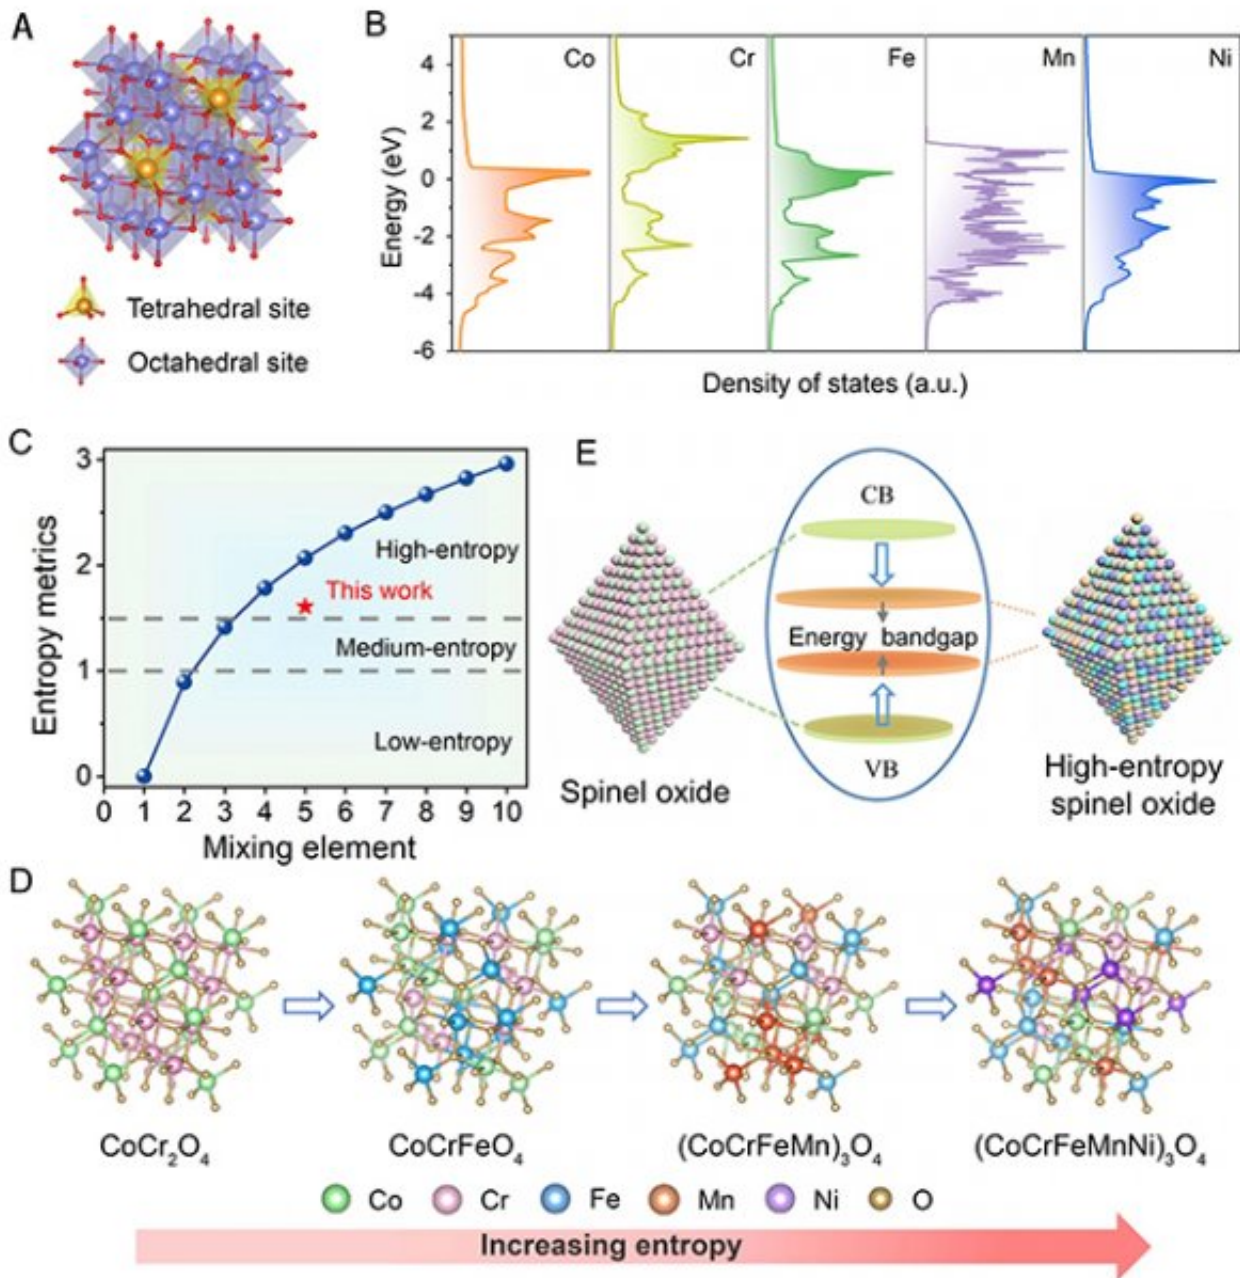 A
Tetrahedral site
Octahedral site
B
Co
Cr
Fe
Mn
Ni
4
2
0
-2
-4
-6
Energy (eV)
Density of states (a.u.)
C
3
2
1
0
Entropy metrics
High-entropy
This work
Medium-entropy
Low-entropy
0 1 2 3 4 5 6 7 8 9 10
Mixing element
E
CB
Energy bandgap
VB
Spinel oxide
High-entropy
spinel oxide
D
CoCr₂O₄
CoCrFeO₄
(CoCrFeMn)₃O₄
(CoCrFeMnNi)₃O₄
Co Cr Fe Mn Ni O
Increasing entropy